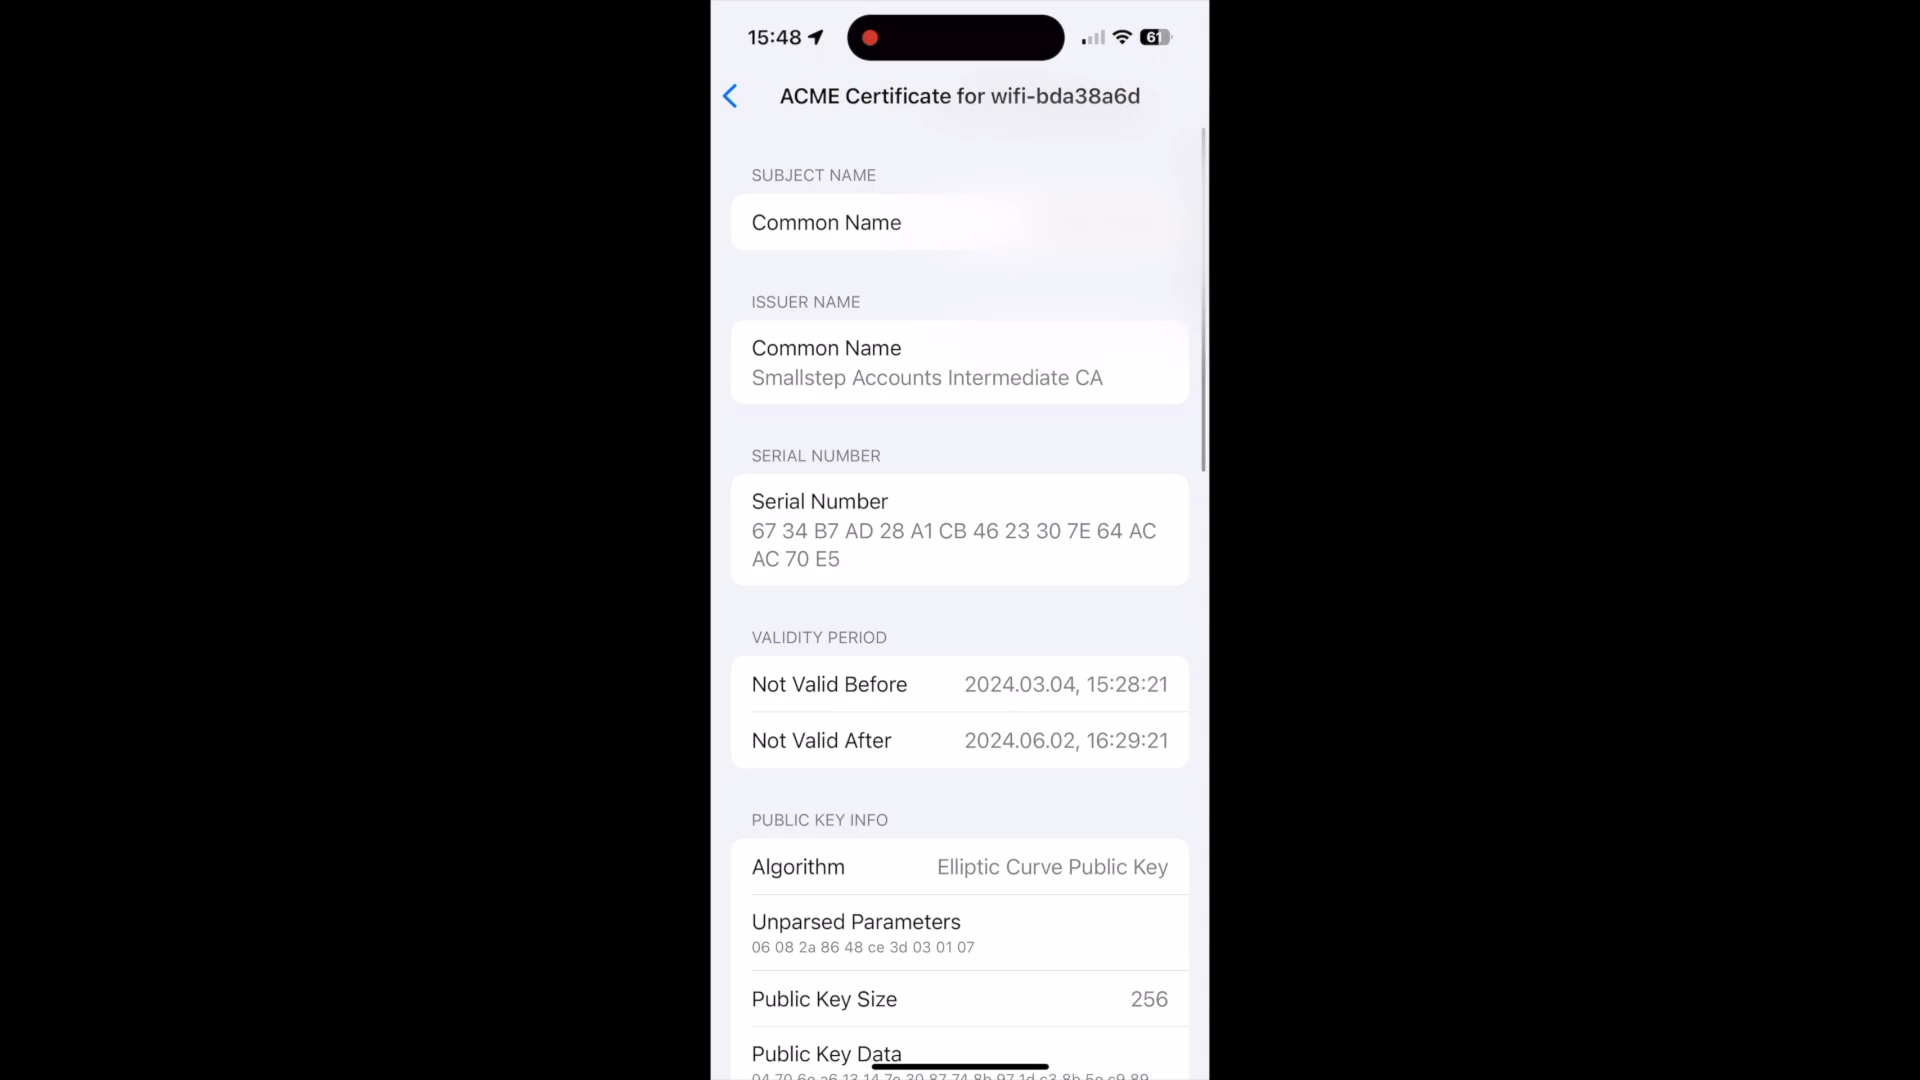 15:48
61
ACME Certificate for wifi-bda38a6d
SUBJECT NAME
Common Name
ISSUER NAME
Common Name
Smallstep Accounts Intermediate CA
SERIAL NUMBER
Serial Number
67 34 B7 AD 28 A1 CB 46 23 30 7E 64 AC
AC 70 E5
VALIDITY PERIOD
Not Valid Before 2024.03.04, 15:28:21
Not Valid After 2024.06.02, 16:29:21
PUBLIC KEY INFO
Algorithm Elliptic Curve Public Key
Unparsed Parameters
06 08 2a 86 48 ce 3d 03 01 07
Public Key Size 256
Public Key Data